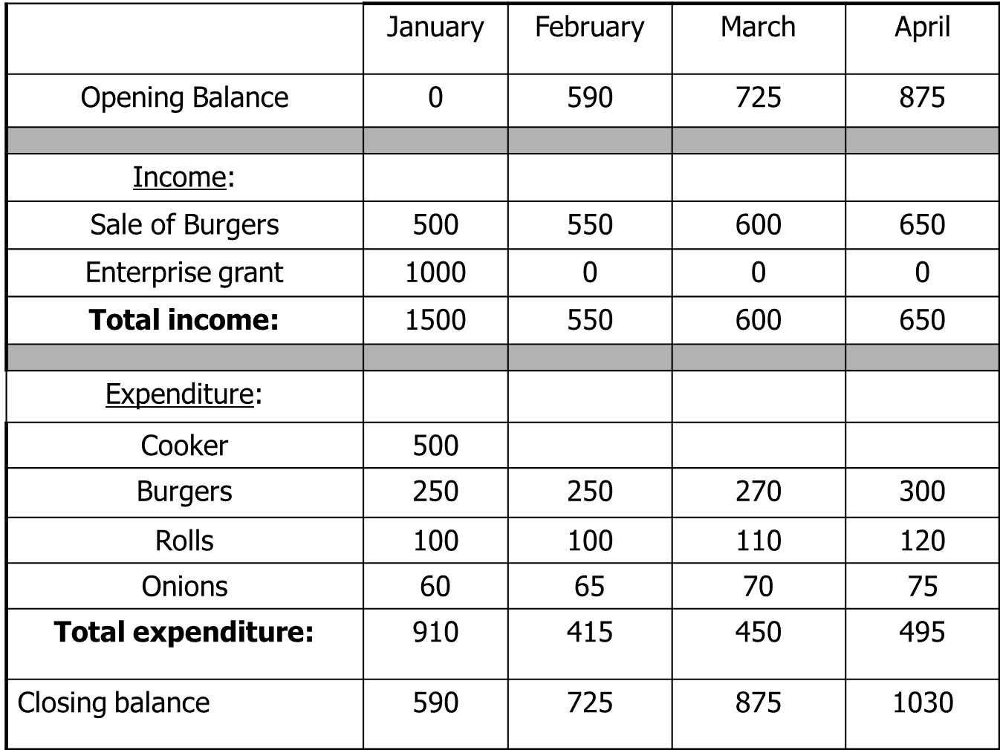 January February March April
Opening Balance 0 590 725 875
Income:
Sale of Burgers 500 550 600 650
Enterprise grant 1000 0 0 0
Total income: 1500 550 600 650
Expenditure:
Cooker 500
Burgers 250 250 270 300
Rolls 100 100 110 120
Onions 60 65 70 75
Total expenditure: 910 415 450 495
Closing balance 590 725 875 1030